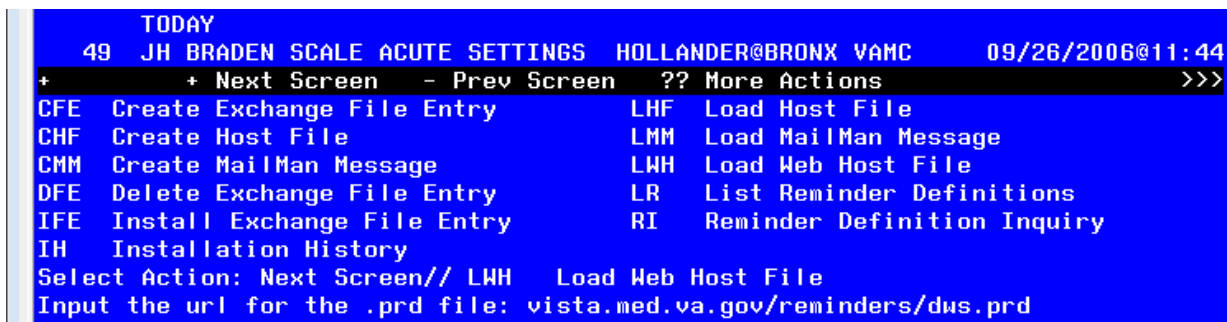 TODAY
49 JH BRADEN SCALE ACUTE SETTINGS HOLLANDER@BRONX VAMC 09/26/2006@11:44
+ + Next Screen - Prev Screen ?? More Actions >>>
CFE Create Exchange File Entry LHF Load Host File
CHF Create Host File LMM Load MailMan Message
CMM Create MailMan Message LWH Load Web Host File
DFE Delete Exchange File Entry LR List Reminder Definitions
IFE Install Exchange File Entry RI Reminder Definition Inquiry
IH Installation History
Select Action: Next Screen// LWH Load Web Host File
Input the url for the .prd file: vista.med.va.gov/reminders/dws.prd